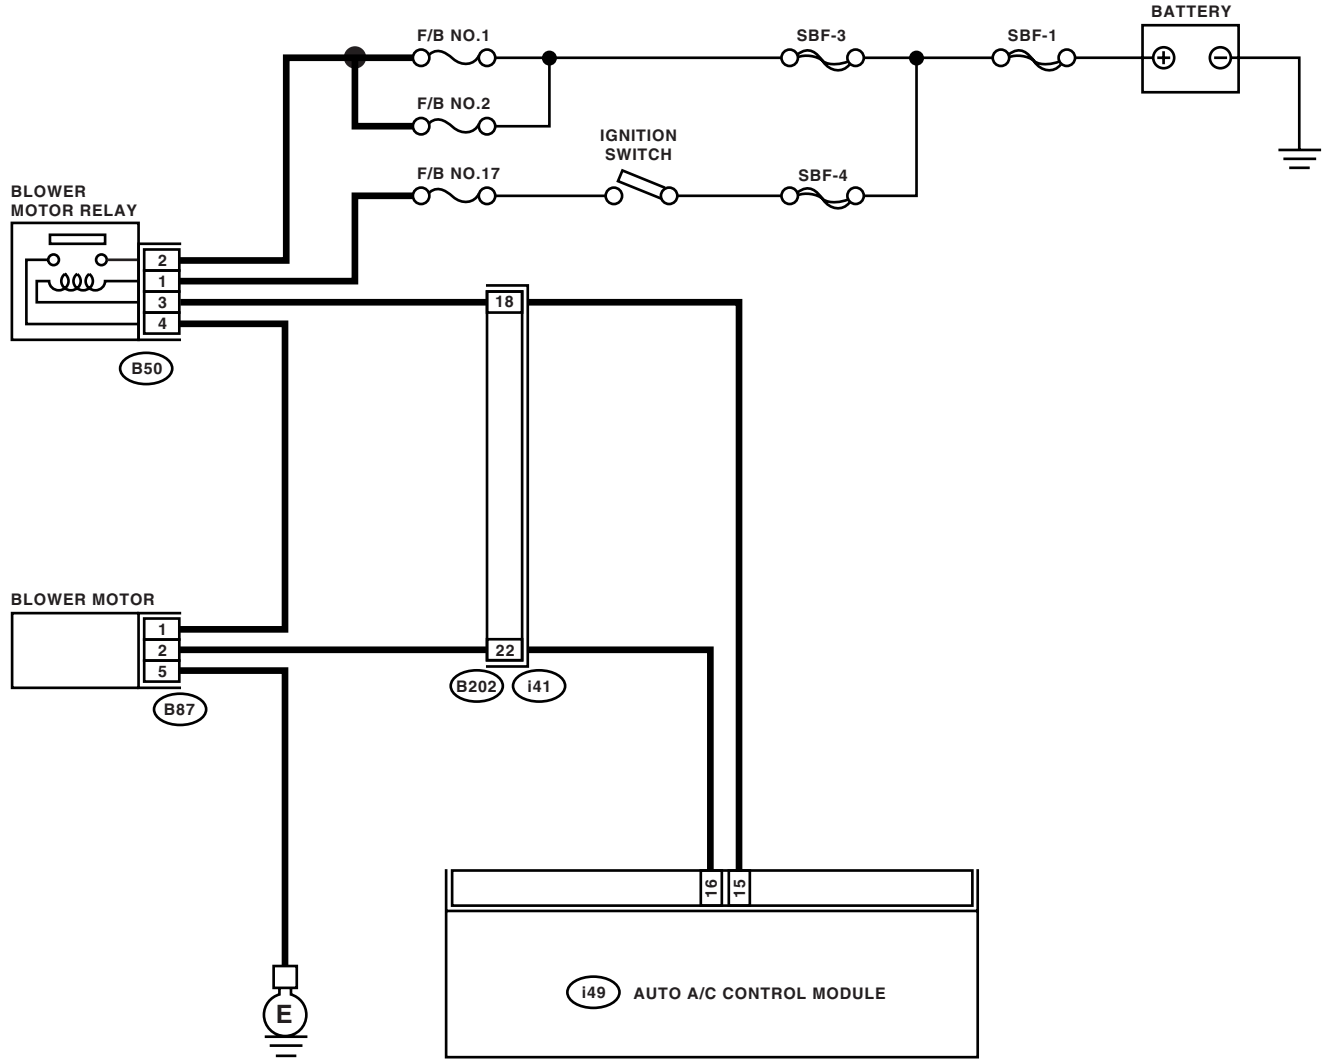 BATTERY
F/B NO.1
SBF-3
SBF-1
+
−
F/B NO.2
IGNITION
SWITCH
F/B NO.17
SBF-4
BLOWER
MOTOR RELAY
2
1
3
4
18
B50
BLOWER MOTOR
1
2
5
22
B202
i41
B87
16
15
i49
AUTO A/C CONTROL MODULE
E